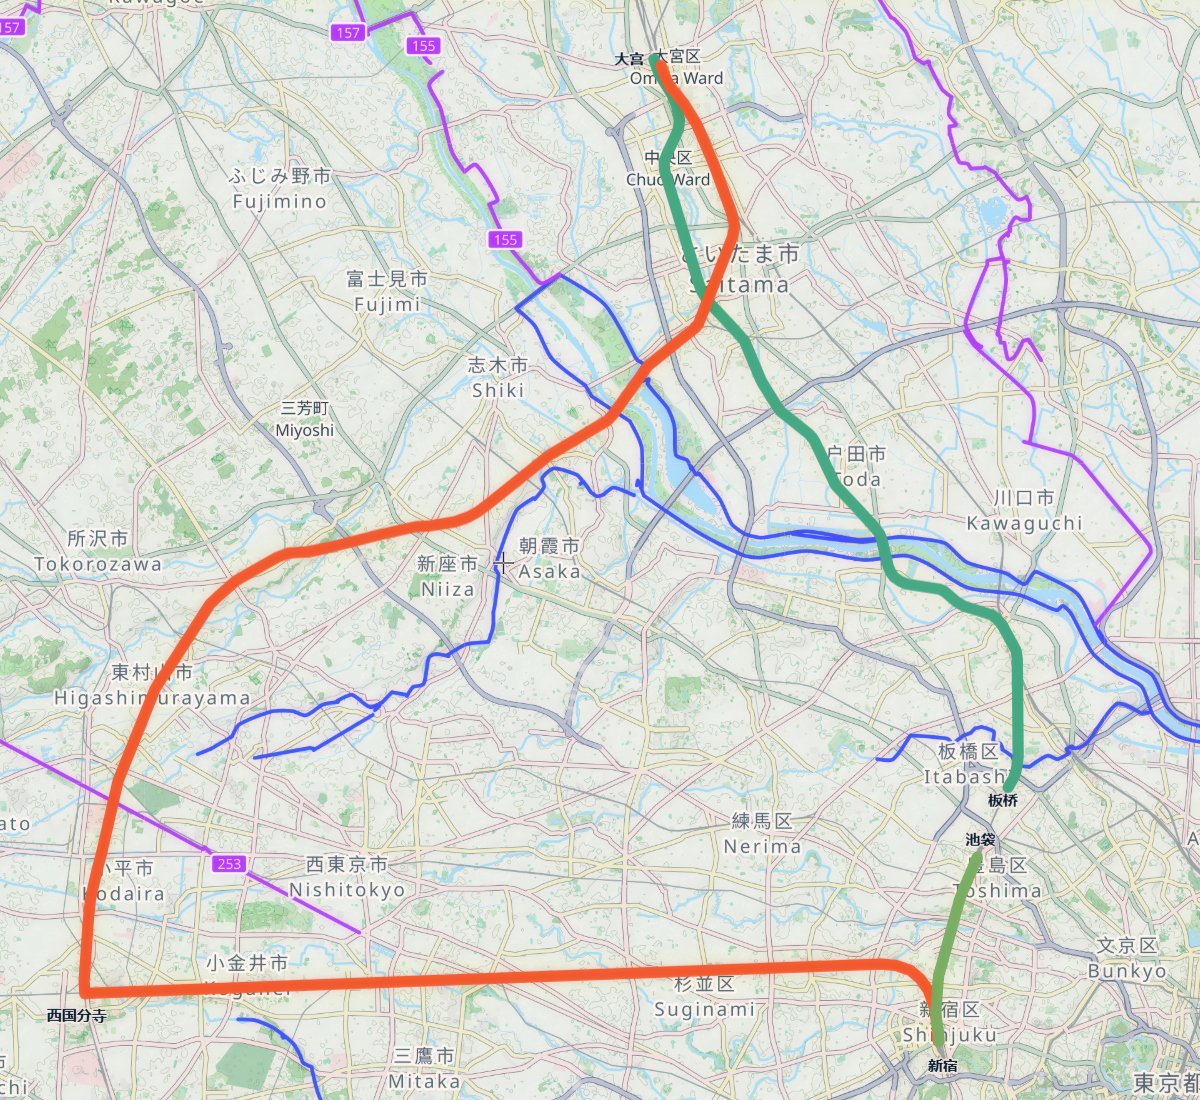 157
157
155
大宮
大宮区
Ward
中央区
Ward
ふじみ野市
Fujimino
155
さいたま市
Saitama
富士見市
Fujimi
志木市
Shiki
三芳町
Miyoshi
戸田市
Toda
川口市
Kawaguchi
所沢市
Tokorozawa
朝霞市
Asaka
新座市
Niiza
東村山市
Higashimurayama
板橋区
Itabashi
板桥
練馬区
Nerima
池袋
豊島区
Toshima
ato
253
小平市
Kodaira
西東京市
Nishitokyo
文京区
Bunkyo
小金井市
Koganei
杉並区
Suginami
西国分寺
新宿区
Shinjuku
新宿
三鷹市
Mitaka
市
chi
東京都